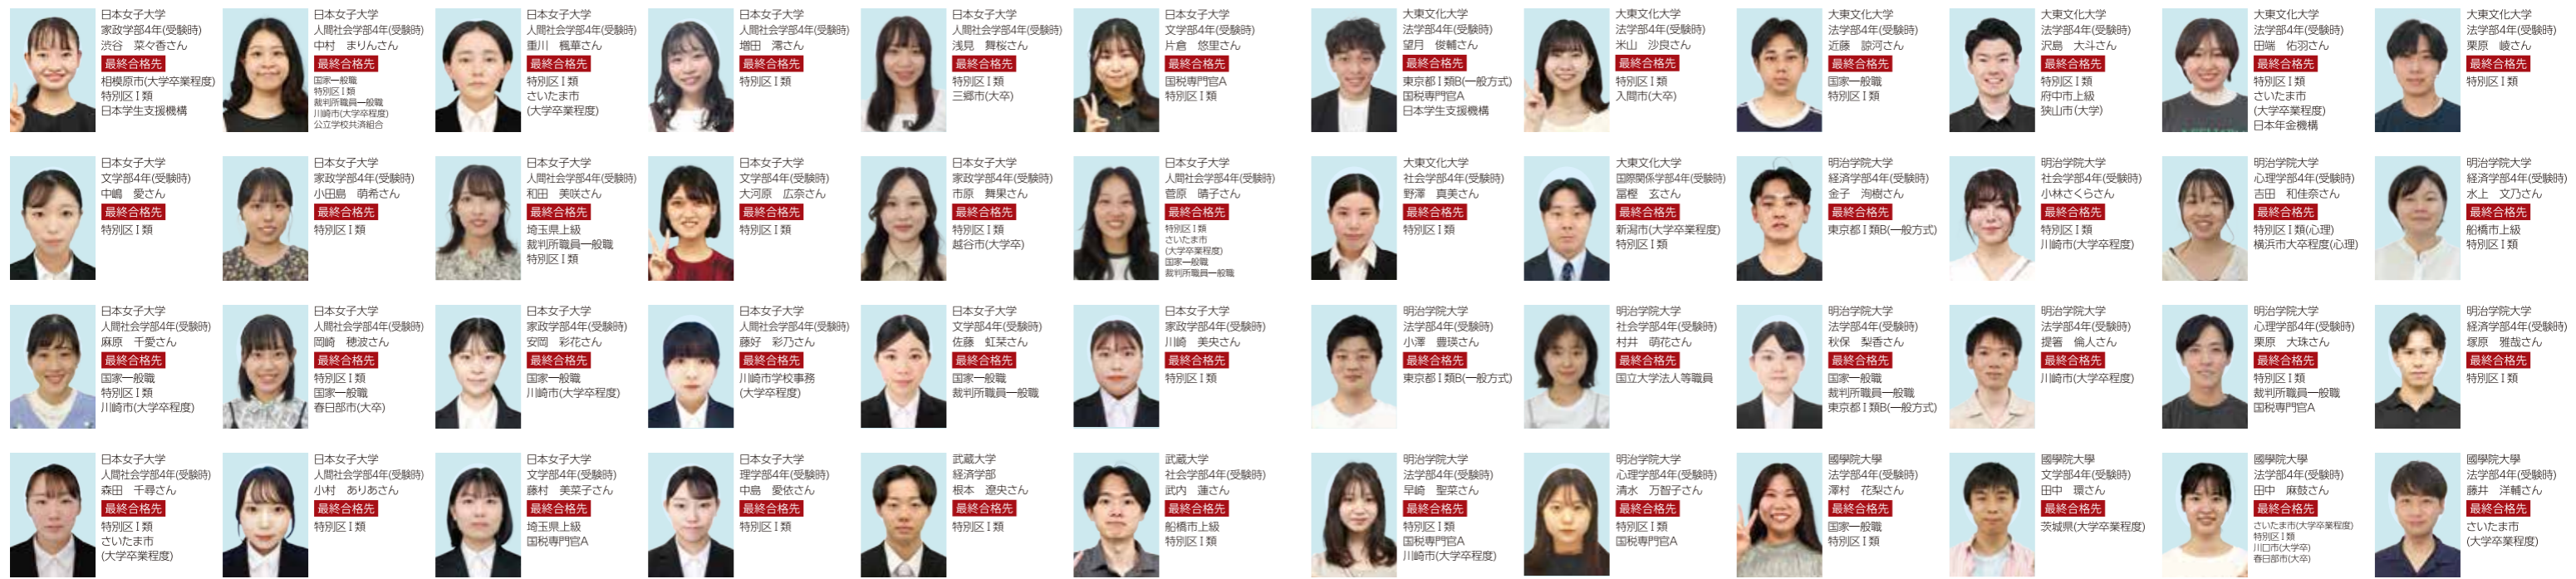 日本女子大学
家政学部4年(受験時)
渋谷　菜々香さん
最終合格先
相模原市(大学卒業程度)
特別区Ⅰ類
日本学生支援機構
日本女子大学
人間社会学部4年(受験時)
中村　まりんさん
最終合格先
国家一般職
特別区Ⅰ類
裁判所職員一般職
川崎市(大学卒程度)
公立学校共済組合
日本女子大学
人間社会学部4年(受験時)
重川　楓華さん
最終合格先
特別区Ⅰ類
さいたま市
(大学卒業程度)
日本女子大学
人間社会学部4年(受験時)
増田　澪さん
最終合格先
特別区Ⅰ類
日本女子大学
人間社会学部4年(受験時)
浅見　舞桜さん
最終合格先
特別区Ⅰ類
三郷市(大卒)
日本女子大学
文学部4年(受験時)
片倉　悠里さん
最終合格先
国税専門官A
特別区Ⅰ類
大東文化大学
法学部4年(受験時)
望月　俊輔さん
最終合格先
東京都Ⅰ類B(一般方式)
国税専門官A
日本学生支援機構
大東文化大学
法学部4年(受験時)
米山　沙良さん
最終合格先
特別区Ⅰ類
入間市(大卒)
大東文化大学
法学部4年(受験時)
近藤　諒河さん
最終合格先
国家一般職
特別区Ⅰ類
大東文化大学
法学部4年(受験時)
沢島　大斗さん
最終合格先
特別区Ⅰ類
府中市上級
狭山市(大学)
大東文化大学
法学部4年(受験時)
田端　佑羽さん
最終合格先
特別区Ⅰ類
さいたま市
(大学卒業程度)
日本年金機構
大東文化大学
法学部4年(受験時)
栗原　崚さん
最終合格先
特別区Ⅰ類
日本女子大学
文学部4年(受験時)
中嶋　愛さん
最終合格先
特別区Ⅰ類
日本女子大学
家政学部4年(受験時)
小田島　萌希さん
最終合格先
特別区Ⅰ類
日本女子大学
人間社会学部4年(受験時)
和田　美咲さん
最終合格先
埼玉県上級
裁判所職員一般職
特別区Ⅰ類
日本女子大学
文学部4年(受験時)
大河原　広奈さん
最終合格先
特別区Ⅰ類
日本女子大学
家政学部4年(受験時)
市原　舞果さん
最終合格先
特別区Ⅰ類
越谷市(大学卒)
日本女子大学
人間社会学部4年(受験時)
菅原　晴子さん
最終合格先
特別区Ⅰ類
さいたま市
(大学卒業程度)
国家一般職
裁判所職員一般職
大東文化大学
社会学部4年(受験時)
野澤　真美さん
最終合格先
特別区Ⅰ類
大東文化大学
国際関係学部4年(受験時)
冨樫　玄さん
最終合格先
新潟市(大学卒業程度)
特別区Ⅰ類
明治学院大学
経済学部4年(受験時)
金子　洵樹さん
最終合格先
東京都Ⅰ類B(一般方式)
明治学院大学
社会学部4年(受験時)
小林さくらさん
最終合格先
特別区Ⅰ類
川崎市(大学卒程度)
明治学院大学
心理学部4年(受験時)
吉田　和佳奈さん
最終合格先
特別区Ⅰ類(心理)
横浜市大卒程度(心理)
明治学院大学
経済学部4年(受験時)
水上　文乃さん
最終合格先
船橋市上級
特別区Ⅰ類
日本女子大学
人間社会学部4年(受験時)
麻原　千愛さん
最終合格先
国家一般職
特別区Ⅰ類
川崎市(大学卒程度)
日本女子大学
人間社会学部4年(受験時)
岡崎　穂波さん
最終合格先
特別区Ⅰ類
国家一般職
春日部市(大卒)
日本女子大学
家政学部4年(受験時)
安岡　彩花さん
最終合格先
国家一般職
川崎市(大学卒程度)
日本女子大学
人間社会学部4年(受験時)
藤好　彩乃さん
最終合格先
川崎市学校事務
(大学卒程度)
日本女子大学
文学部4年(受験時)
佐藤　虹栞さん
最終合格先
国家一般職
裁判所職員一般職
日本女子大学
家政学部4年(受験時)
川崎　美央さん
最終合格先
特別区Ⅰ類
明治学院大学
法学部4年(受験時)
小澤　豊瑛さん
最終合格先
東京都Ⅰ類B(一般方式)
明治学院大学
社会学部4年(受験時)
村井　萌花さん
最終合格先
国立大学法人等職員
明治学院大学
法学部4年(受験時)
秋保　梨香さん
最終合格先
国家一般職
裁判所職員一般職
東京都Ⅰ類B(一般方式)
明治学院大学
法学部4年(受験時)
提箸　倫人さん
最終合格先
川崎市(大学卒程度)
明治学院大学
心理学部4年(受験時)
栗原　大珠さん
最終合格先
特別区Ⅰ類
裁判所職員一般職
国税専門官A
明治学院大学
経済学部4年(受験時)
塚原　雅哉さん
最終合格先
特別区Ⅰ類
日本女子大学
人間社会学部4年(受験時)
森田　千尋さん
最終合格先
特別区Ⅰ類
さいたま市
(大学卒業程度)
日本女子大学
人間社会学部4年(受験時)
小村　ありあさん
最終合格先
特別区Ⅰ類
日本女子大学
文学部4年(受験時)
藤村　美菜子さん
最終合格先
埼玉県上級
国税専門官A
日本女子大学
理学部4年(受験時)
中島　愛依さん
最終合格先
特別区Ⅰ類
武蔵大学
経済学部
根本　遼央さん
最終合格先
特別区Ⅰ類
武蔵大学
社会学部4年(受験時)
武内　蓮さん
最終合格先
船橋市上級
特別区Ⅰ類
明治学院大学
法学部4年(受験時)
早崎　聖菜さん
最終合格先
特別区Ⅰ類
国税専門官A
川崎市(大学卒程度)
明治学院大学
心理学部4年(受験時)
清水　万智子さん
最終合格先
特別区Ⅰ類
国税専門官A
國學院大學
法学部4年(受験時)
澤村　花梨さん
最終合格先
国家一般職
特別区Ⅰ類
國學院大學
文学部4年(受験時)
田中　環さん
最終合格先
茨城県(大学卒業程度)
國學院大學
法学部4年(受験時)
田中　麻鼓さん
最終合格先
さいたま市(大学卒業程度)
特別区Ⅰ類
川口市(大学卒)
春日部市(大卒)
國學院大學
法学部4年(受験時)
藤井　洋輔さん
最終合格先
さいたま市
(大学卒業程度)